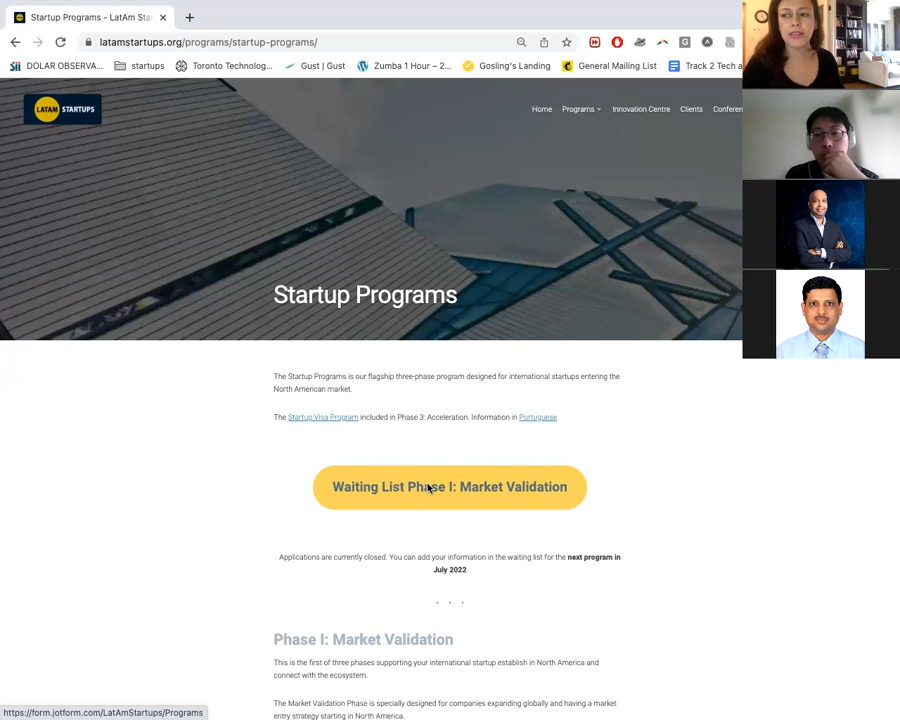 Startup Programs - LatAm Sta
latamstartups.org/programs/startup-programs/
DOLAR OBSERVA...
startups
Toronto Technolog...
Gust | Gust
Zumba 1 Hour – 2...
Gosling's Landing
General Mailing List
Track 2 Tech a
LATAM STARTUPS
Home
Programs
Innovation Centre
Clients
Conferen
Startup Programs
The Startup Programs is our flagship three-phase program designed for international startups entering the
North American market.
The Startup Visa Program included in Phase 3: Acceleration. Information in Portuguese
Waiting List Phase I: Market Validation
Applications are currently closed. You can add your information in the waiting list for the next program in
July 2022
. . .
Phase I: Market Validation
This is the first of three phases supporting your international startup establish in North America and
connect with the ecosystem.
The Market Validation Phase is specially designed for companies expanding globally and having a market
entry strategy starting in North America.
https://form.jotform.com/LatAmStartups/Programs